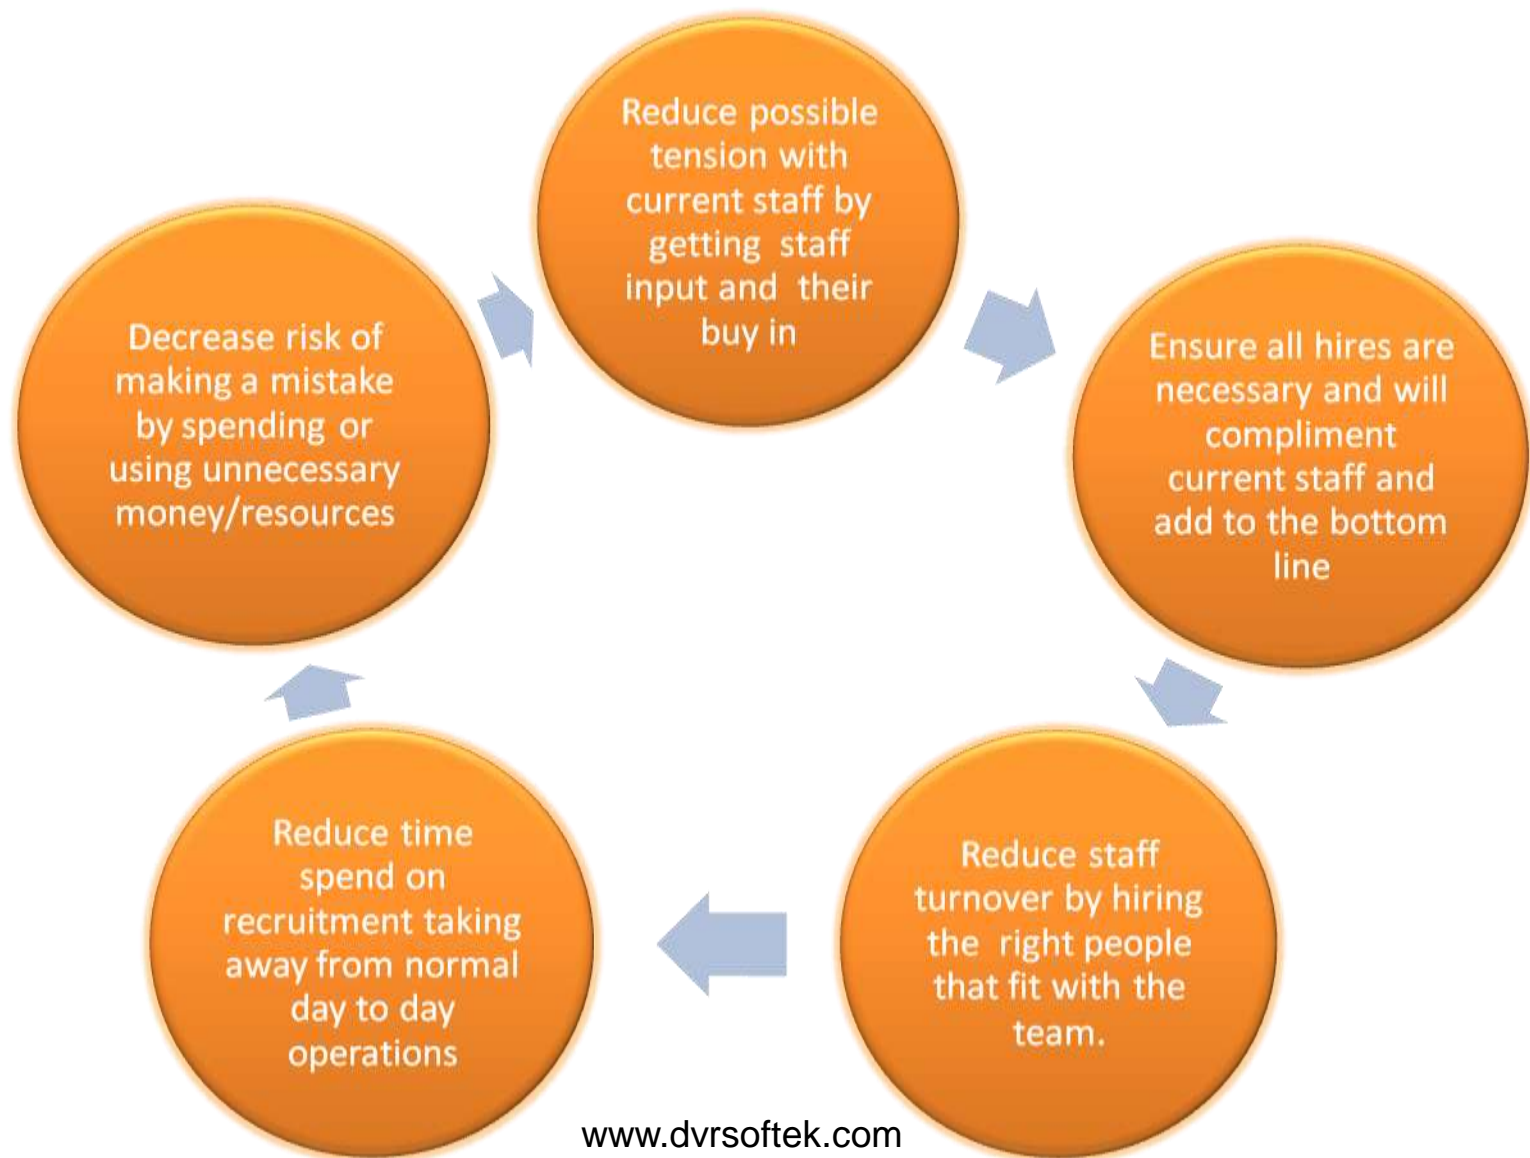 Reduce possible
tension with
current staff by
getting staff
input and their
buy in
Ensure all hires are
necessary and will
compliment
current staff and
add to the bottom
line
Reduce staff
turnover by hiring
the right people
that fit with the
team.
Reduce time
spend on
recruitment taking
away from normal
day to day
operations
Decrease risk of
making a mistake
by spending or
using unnecessary
money/resources
www.dvrsoftek.com